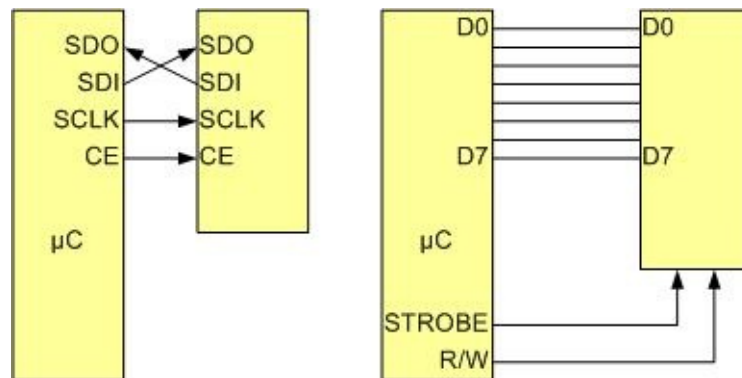 SDO
SDI
SCLK
CE
µC
SDO
SDI
SCLK
CE
D0
D7
µC
STROBE
R/W
D0
D7